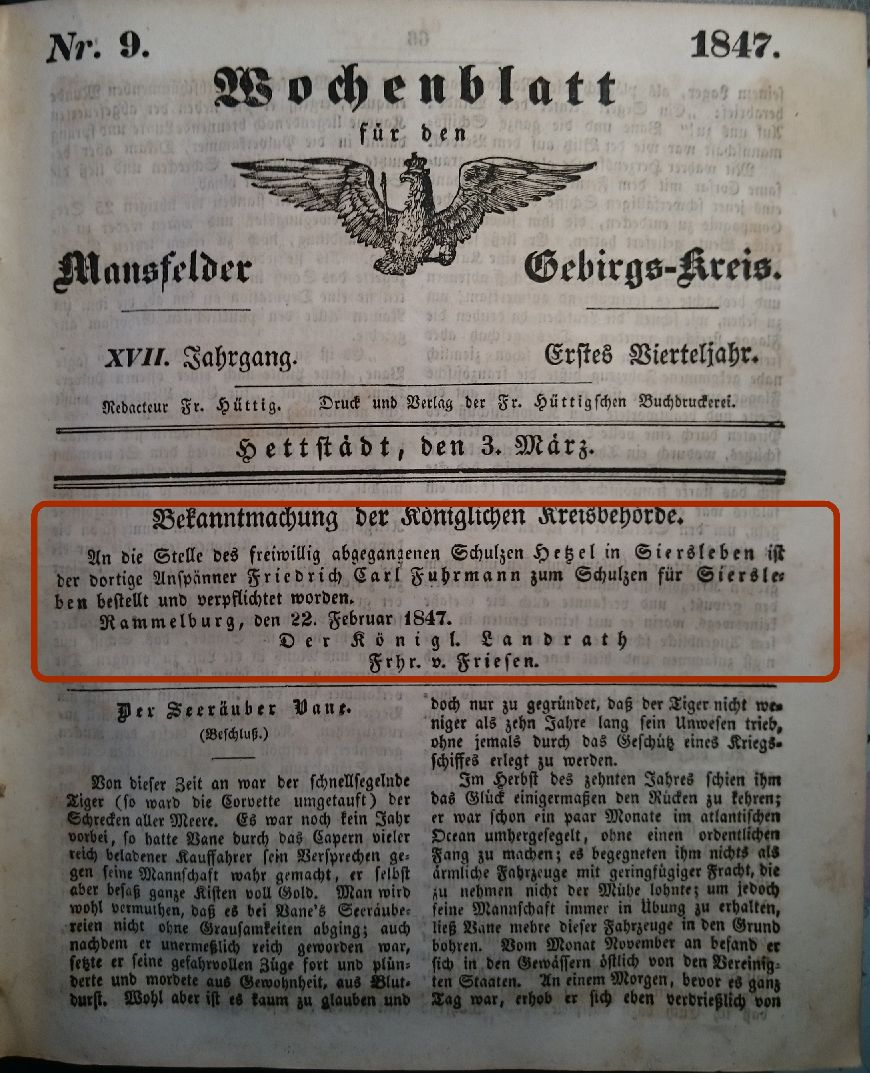 Nr. 9.
1847.
Wochenblatt
für den
Mansfelder
Gebirgs-Kreis.
XVII. Jahrgang.
Erstes Vierteljahr.
Redacteur Fr. Hüttig. Druck und Verlag der Fr. Hüttigschen Buchdruckerei.
Hettstädt, den 3. März.
Bekanntmachung der Königlichen Kreisbehörde.
An die Stelle des freiwillig abgegangenen Schulzen Hetzel in Siersleben ist
der dortige Anspänner Friedrich Carl Fuhrmann zum Schulzen für Siersle-
ben bestellt und verpflichtet worden.
Rammelburg, den 22. Februar 1847.
Der Königl. Landrath
Frhr. v. Friesen.
Der Seeräuber Vane.
(Beschluß.)
Von dieser Zeit an war der schnellsegelnde
Tiger (so ward die Corvette umgetauft) der
Schrecken aller Meere. Es war noch kein Jahr
vorbei, so hatte Vane durch das Capern vieler
reich beladener Kauffahrer sein Versprechen ge-
gen seine Mannschaft wahr gemacht, er selbst
aber besaß ganze Kisten voll Gold. Man wird
wohl vermuthen, daß es bei Vane's Seeräube-
reien nicht ohne Grausamkeiten abging; auch
nachdem er unermeßlich reich geworden war,
setzte er seine gefahrvollen Züge fort und plün-
derte und mordete aus Gewohnheit, aus Blut-
durst. Wohl aber ist es kaum zu glauben und
doch nur zu gegründet, daß der Tiger nicht we-
niger als zehn Jahre lang sein Unwesen trieb,
ohne jemals durch das Geschütz eines Kriegs-
schiffes erlegt zu werden.
Im Herbst des zehnten Jahres schien ihm
das Glück einigermaßen den Rücken zu kehren;
er war schon ein paar Monate im atlantischen
Ocean umhergesegelt, ohne einen ordentlichen
Fang zu machen; es begegneten ihm nichts als
ärmliche Fahrzeuge mit geringfügiger Fracht, die
zu nehmen nicht der Mühe lohnte; um jedoch
seine Mannschaft immer in Übung zu erhalten,
ließ Vane mehre dieser Fahrzeuge in den Grund
bohren. Vom Monat November an befand er
sich in den Gewässern östlich von den Vereinig-
ten Staaten. An einem Morgen, bevor es ganz
Tag war, erhob er sich eben verdrießlich von